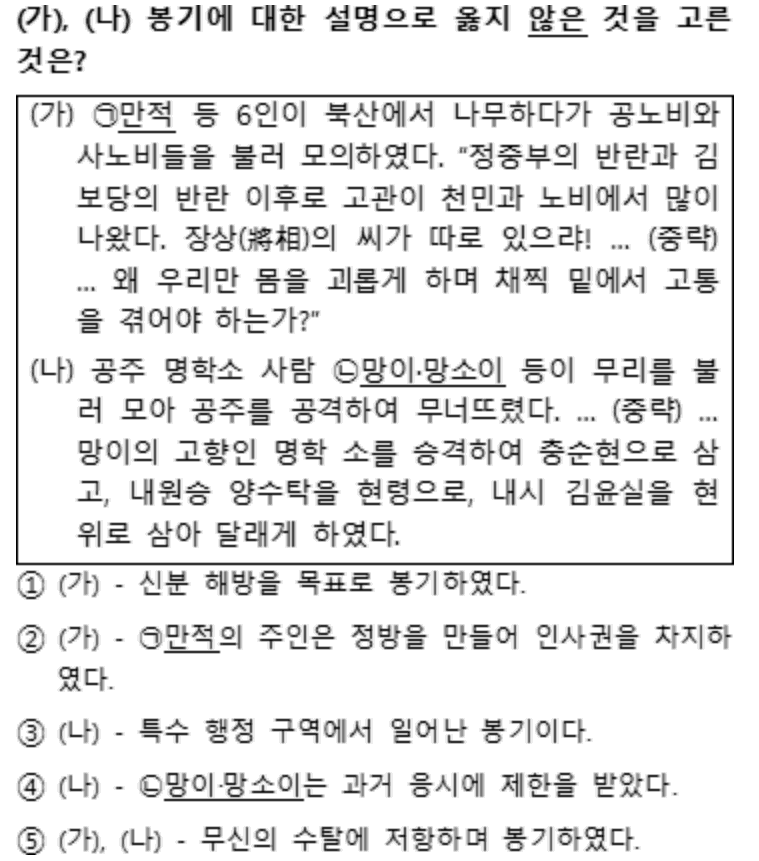 (가), (나) 봉기에 대한 설명으로 옳지 않은 것을 고른
것은?
(가) ㉠만적 등 6인이 북산에서 나무하다가 공노비와
사노비들을 불러 모의하였다. "정중부의 반란과 김
보당의 반란 이후로 고관이 천민과 노비에서 많이
나왔다. 장상(將相)의 씨가 따로 있으랴! ... (중략)
... 왜 우리만 몸을 괴롭게 하며 채찍 밑에서 고통
을 겪어야 하는가?"
(나) 공주 명학소 사람 ㉡망이·망소이 등이 무리를 불
러 모아 공주를 공격하여 무너뜨렸다. ... (중략) ...
망이의 고향인 명학 소를 승격하여 충순현으로 삼
고, 내원승 양수탁을 현령으로, 내시 김윤실을 현
위로 삼아 달래게 하였다.
① (가) - 신분 해방을 목표로 봉기하였다.
② (가) - ㉠만적의 주인은 정방을 만들어 인사권을 차지하
였다.
③ (나) - 특수 행정 구역에서 일어난 봉기이다.
④ (나) - ㉡망이·망소이는 과거 응시에 제한을 받았다.
⑤ (가), (나) - 무신의 수탈에 저항하며 봉기하였다.